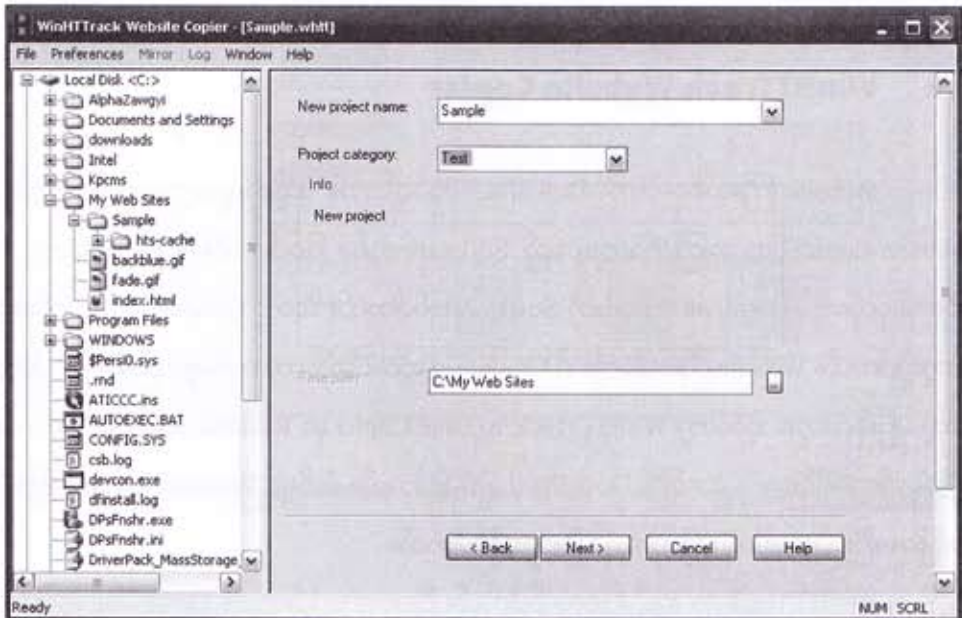 WinHTTrack Website Copier - [Sample.whtt]
File Preferences Mirror Log Window Help
Local Disk <C:>
AlphaZawgyi
Documents and Settings
downloads
Intel
Kpcms
My Web Sites
Sample
hts-cache
backblue.gif
fade.gif
index.html
Program Files
WINDOWS
$Persi0.sys
.rnd
ATICCC.ins
AUTOEXEC.BAT
CONFIG.SYS
csb.log
devcon.exe
dfinstall.log
DPsFnshr.exe
DPsFnshr.ini
DriverPack_MassStorage
New project name: Sample
Project category: Test
Info
New project
C:\My Web Sites ..
< Back Next > Cancel Help
Ready NUM SCRL